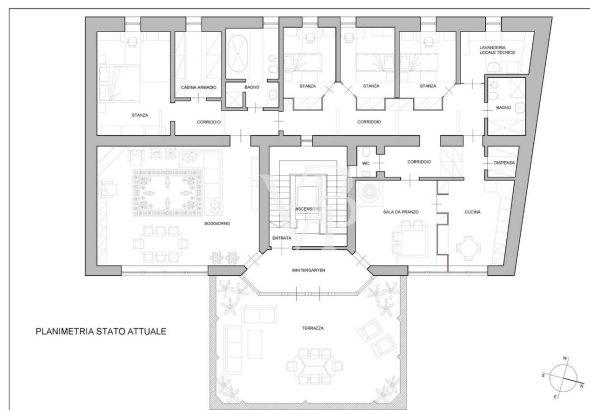 LAVANDERIA
LOCALE TECNICO
CABINA ARMADIO
BAGNO
STANZA
STANZA
STANZA
STANZA
BAGNO
CORRIDOIO
CORRIDOIO
WC
CORRIDOIO
DISPENSA
ASCENSORE
SOGGIORNO
SALA DA PRANZO
CUCINA
ENTRATA
WINTERGARTEN
TERRAZZA
PLANIMETRIA STATO ATTUALE
N
S
E